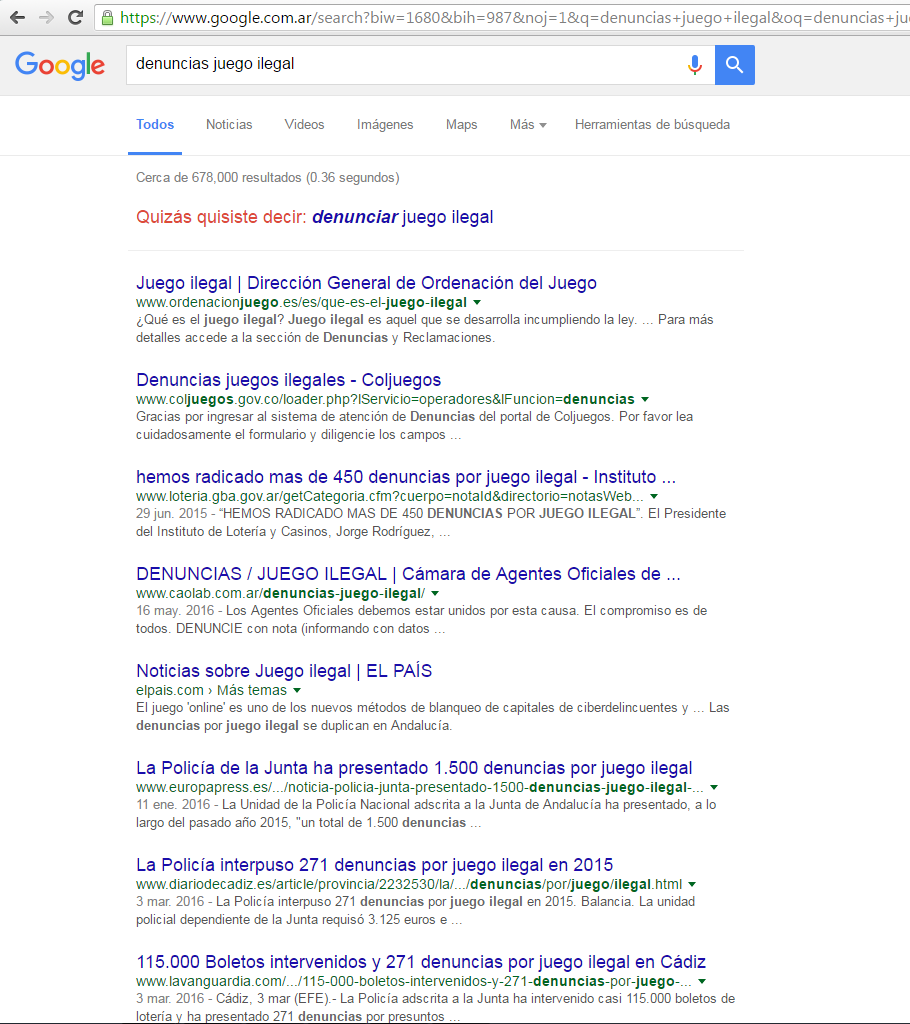 https://www.google.com.ar/search?biw=1680&bih=987&noj=1&q=denuncias+juego+ilegal&oq=denuncias+jue
Google
denuncias juego ilegal
Todos Noticias Videos Imágenes Maps Más Herramientas de búsqueda
Cerca de 678,000 resultados (0.36 segundos)
Quizás quisiste decir: denunciar juego ilegal
Juego ilegal | Dirección General de Ordenación del Juego
www.ordenacionjuego.es/es/que-es-el-juego-ilegal
¿Qué es el juego ilegal? Juego ilegal es aquel que se desarrolla incumpliendo la ley. ... Para más
detalles accede a la sección de Denuncias y Reclamaciones.
Denuncias juegos ilegales - Coljuegos
www.coljuegos.gov.co/loader.php?lServicio=operadores&lFuncion=denuncias
Gracias por ingresar al sistema de atención de Denuncias del portal de Coljuegos. Por favor lea
cuidadosamente el formulario y diligencie los campos ...
hemos radicado mas de 450 denuncias por juego ilegal - Instituto ...
www.loteria.gba.gov.ar/getCategoria.cfm?cuerpo=notaId&directorio=notasWeb...
29 jun. 2015 - “HEMOS RADICADO MAS DE 450 DENUNCIAS POR JUEGO ILEGAL”. El Presidente
del Instituto de Lotería y Casinos, Jorge Rodríguez, ...
DENUNCIAS / JUEGO ILEGAL | Cámara de Agentes Oficiales de ...
www.caolab.com.ar/denuncias-juego-ilegal/
16 may. 2016 - Los Agentes Oficiales debemos estar unidos por esta causa. El compromiso es de
todos. DENUNCIE con nota (informando con datos ...
Noticias sobre Juego ilegal | EL PAÍS
elpais.com › Más temas
El juego 'online' es uno de los nuevos métodos de blanqueo de capitales de ciberdelincuentes y ... Las
denuncias por juego ilegal se duplican en Andalucía.
La Policía de la Junta ha presentado 1.500 denuncias por juego ilegal
www.europapress.es/.../noticia-policia-junta-presentado-1500-denuncias-juego-ilegal-...
11 ene. 2016 - La Unidad de la Policía Nacional adscrita a la Junta de Andalucía ha presentado, a lo
largo del pasado año 2015, "un total de 1.500 denuncias ...
La Policía interpuso 271 denuncias por juego ilegal en 2015
www.diariodecadiz.es/article/provincia/2232530/la/.../denuncias/por/juego/ilegal.html
3 mar. 2016 - La Policía interpuso 271 denuncias por juego ilegal en 2015. Balancia. La unidad
policial dependiente de la Junta requisó 3.125 euros e ...
115.000 Boletos intervenidos y 271 denuncias por juego ilegal en Cádiz
www.lavanguardia.com/.../115-000-boletos-intervenidos-y-271-denuncias-por-juego-...
3 mar. 2016 - Cádiz, 3 mar (EFE).- La Policía adscrita a la Junta ha intervenido casi 115.000 boletos de
lotería y ha presentado 271 denuncias por presuntos ...